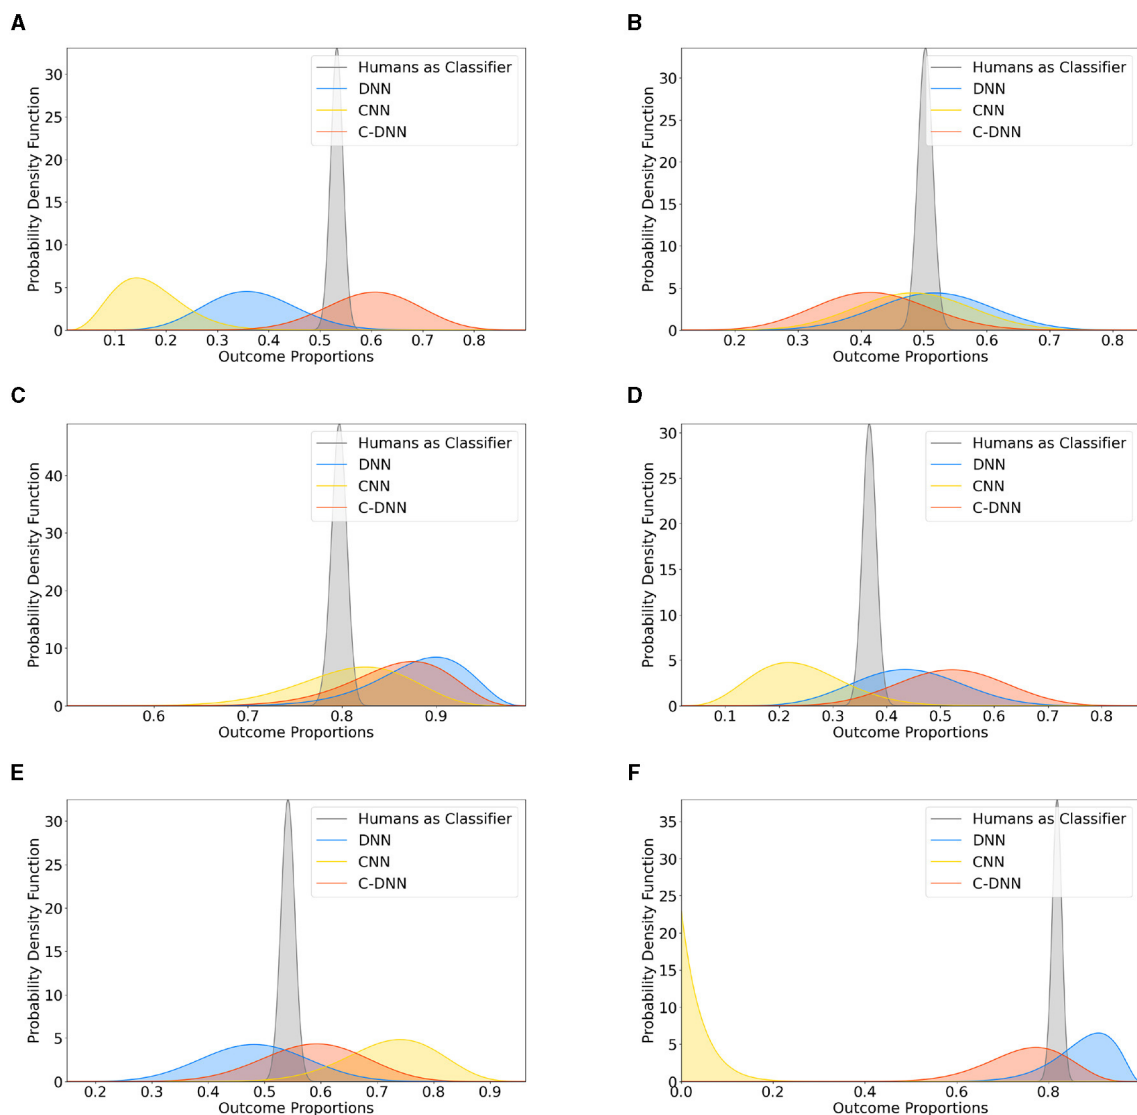 A
Probability Density Function
30
25
20
15
10
5
0
Humans as Classifier
DNN
CNN
C-DNN
0.1 0.2 0.3 0.4 0.5 0.6 0.7 0.8
Outcome Proportions
B
Probability Density Function
30
25
20
15
10
5
0
Humans as Classifier
DNN
CNN
C-DNN
0.2 0.3 0.4 0.5 0.6 0.7 0.8
Outcome Proportions
C
Probability Density Function
40
30
20
10
0
Humans as Classifier
DNN
CNN
C-DNN
0.6 0.7 0.8 0.9
Outcome Proportions
D
Probability Density Function
30
25
20
15
10
5
0
Humans as Classifier
DNN
CNN
C-DNN
0.1 0.2 0.3 0.4 0.5 0.6 0.7 0.8
Outcome Proportions
E
Probability Density Function
30
25
20
15
10
5
0
Humans as Classifier
DNN
CNN
C-DNN
0.2 0.3 0.4 0.5 0.6 0.7 0.8 0.9
Outcome Proportions
F
Probability Density Function
35
30
25
20
15
10
5
0
Humans as Classifier
DNN
CNN
C-DNN
0.0 0.2 0.4 0.6 0.8
Outcome Proportions